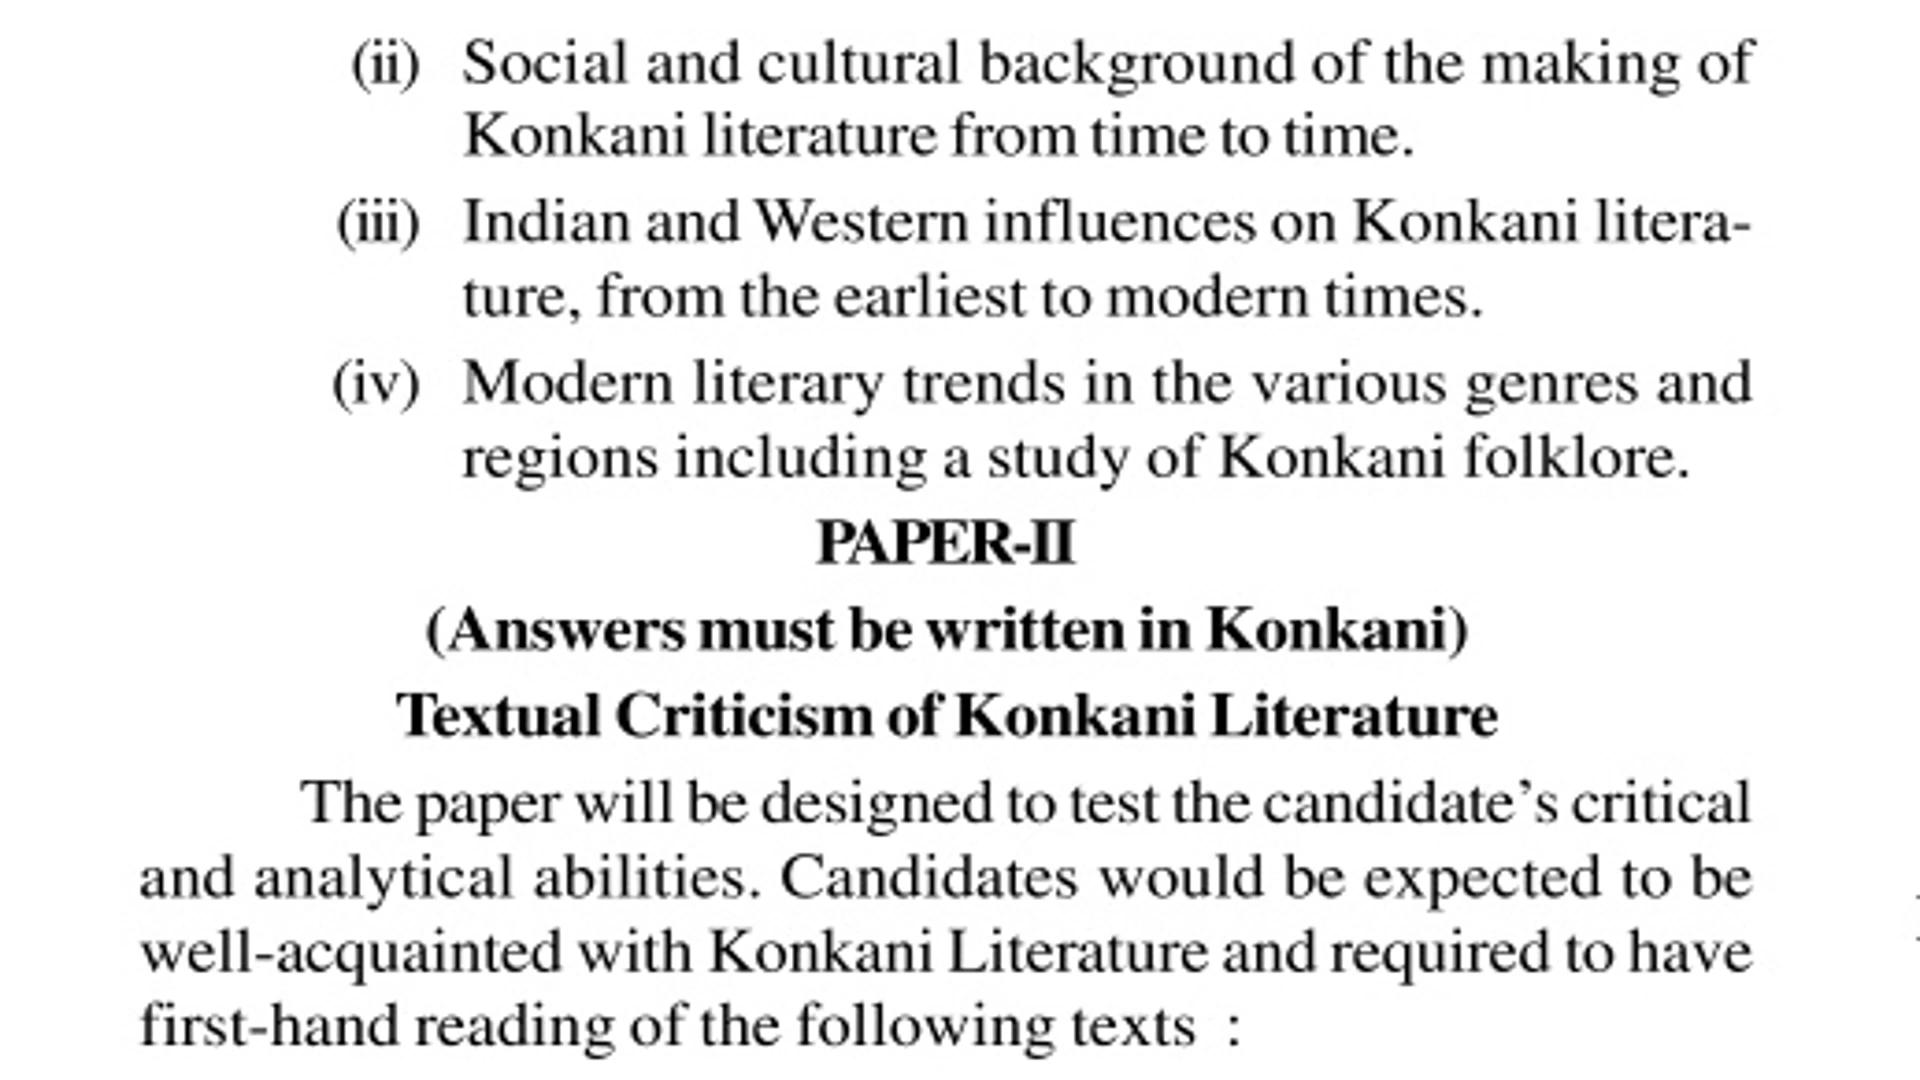 (ii) Social and cultural background of the making of
Konkani literature from time to time.
(iii) Indian and Western influences on Konkani litera-
ture, from the earliest to modern times.
(iv) Modern literary trends in the various genres and
regions including a study of Konkani folklore.
PAPER-II
(Answers must be written in Konkani)
Textual Criticism of Konkani Literature
The paper will be designed to test the candidate’s critical
and analytical abilities. Candidates would be expected to be
well-acquainted with Konkani Literature and required to have
first-hand reading of the following texts :